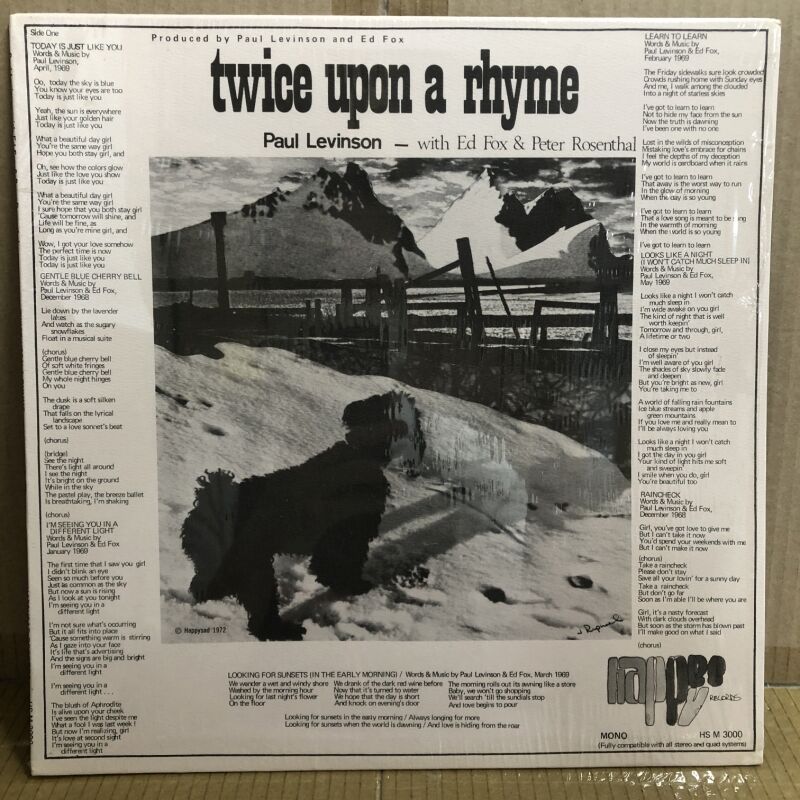 Side One
TODAY IS JUST LIKE YOU
Words & Music by
Paul Levinson,
April, 1969
Oo, today the sky is blue
You know your eyes are too
Today is just like you
Yeah, the sun is everywhere
Just like your golden hair
Today is just like you
What a beautiful day girl
You're the same way girl
Hope you both stay girl, and
Oh, see how the colors glow
Just like the love you show
Today is just like you
What a beautiful day girl
You're the same way girl
I sure hope that you both stay girl
'Cause tomorrow will shine, and
Life will be fine, as
Long as you're mine girl, and
Wow, I got your love somehow
The perfect time is now
Today is just like you
Today is just like you
GENTLE BLUE CHERRY BELL
Words & Music by
Paul Levinson & Ed Fox,
December 1968
Lie down by the lavender
lakes
And watch as the sugary
snowflakes
Float in a musical suite
(chorus)
Gentle blue cherry bell
Of soft white fringes
Gentle blue cherry bell
My whole night hinges
On you
The dusk is a soft silken
drape
That falls on the lyrical
landscape
Set to a love sonnet's beat
(chorus)
(bridge)
See the night
There's light all around
I see the night
It's bright on the ground
While in the sky
The pastel play, the breeze ballet
Is breathtaking, I'm shaking
(chorus)
I'M SEEING YOU IN A
DIFFERENT LIGHT
Words & Music by
Paul Levinson & Ed Fox
January 1969
The first time that I saw you girl
I didn't blink an eye
Seen so much before you
Just as common as the sky
But now a sun is rising
As I look at you tonight
I'm seeing you in a
different light
I'm not sure what's occurring
But it all fits into place
'Cause something warm is stirring
As I gaze into your face
It's life that's advertising
And the signs are big and bright
I'm seeing you in a
different light
I'm seeing you in a
different light . . .
The blush of Aphrodite
Is alive upon your cheek
I've seen the light despite me
What a fool I was last week !
But now I'm realizing, girl
It's love at second sight
I'm seeing you in a
different light
Produced by Paul Levinson and Ed Fox
twice upon a rhyme
Paul Levinson – with Ed Fox & Peter Rosenthal
© Happysad 1972
LOOKING FOR SUNSETS (IN THE EARLY MORNING) / Words & Music by Paul Levinson & Ed Fox, March 1969
We wander a wet and windy shore
Washed by the morning hour
Looking for last night's flower
On the floor
We drank of the dark red wine before
Now that it's turned to water
We hope that the day is short
And knock on evening's door
The morning rolls out its awning like a store
Baby, we won't go shopping
We'll search 'till the sundials stop
And love begins to pour
Looking for sunsets in the early morning / Always longing for more
Looking for sunsets when the world is dawning / And love is hiding from the roar
LEARN TO LEARN
Words & Music by
Paul Levinson & Ed Fox,
February 1969
The Friday sidewalks sure look crowded
Crowds rushing home with Sunday eyes
And me, I walk among the clouded
Into a night of starless skies
I've got to learn to learn
Not to hide my face from the sun
Now the truth is dawning
I've been one with no one
Lost in the wilds of misconception
Mistaking love's embrace for chains
I feel the depths of my deception
My world is cardboard when it rains
I've got to learn to learn
That away is the worst way to run
In the glow of morning
When the day is so young
I've got to learn to learn
That a love song is meant to be sung
In the warmth of morning
When the world is so young
I've got to learn to learn
LOOKS LIKE A NIGHT
(I WON'T CATCH MUCH SLEEP IN)
Words & Music by
Paul Levinson & Ed Fox,
May 1969
Looks like a night I won't catch
much sleep in
I'm wide awake on you girl
The kind of night that is well
worth keepin'
Tomorrow and through, girl,
A lifetime or two
I close my eyes but instead
of sleepin'
I'm well aware of you girl
The shades of sky slowly fade
and deepen
But you're bright as new, girl
You're taking me to
A world of falling rain fountains
Ice blue streams and apple
green mountains
If you love me and really mean to
I'll be always loving you
Looks like a night I won't catch
much sleep in
I got the day in you girl
Your kind of light hits me soft
and sweepin'
I smile when you do, girl
You're beautiful too
RAINCHECK
Words & Music by
Paul Levinson & Ed Fox,
December 1968
Girl, you've got love to give me
But I can't take it now
You'd spend your weekends with me
But I can't make it now
(chorus)
Take a raincheck
Please don't stay
Save all your lovin' for a sunny day
Take a raincheck
But don't go far
Soon as I'm able I'll be where you are
Girl, it's a nasty forecast
With dark clouds overhead
But soon as the storm has blown past
I'll make good on what I said
(chorus)
RECORDS
MONO HS M 3000
(Fully compatible with all stereo and quad systems)